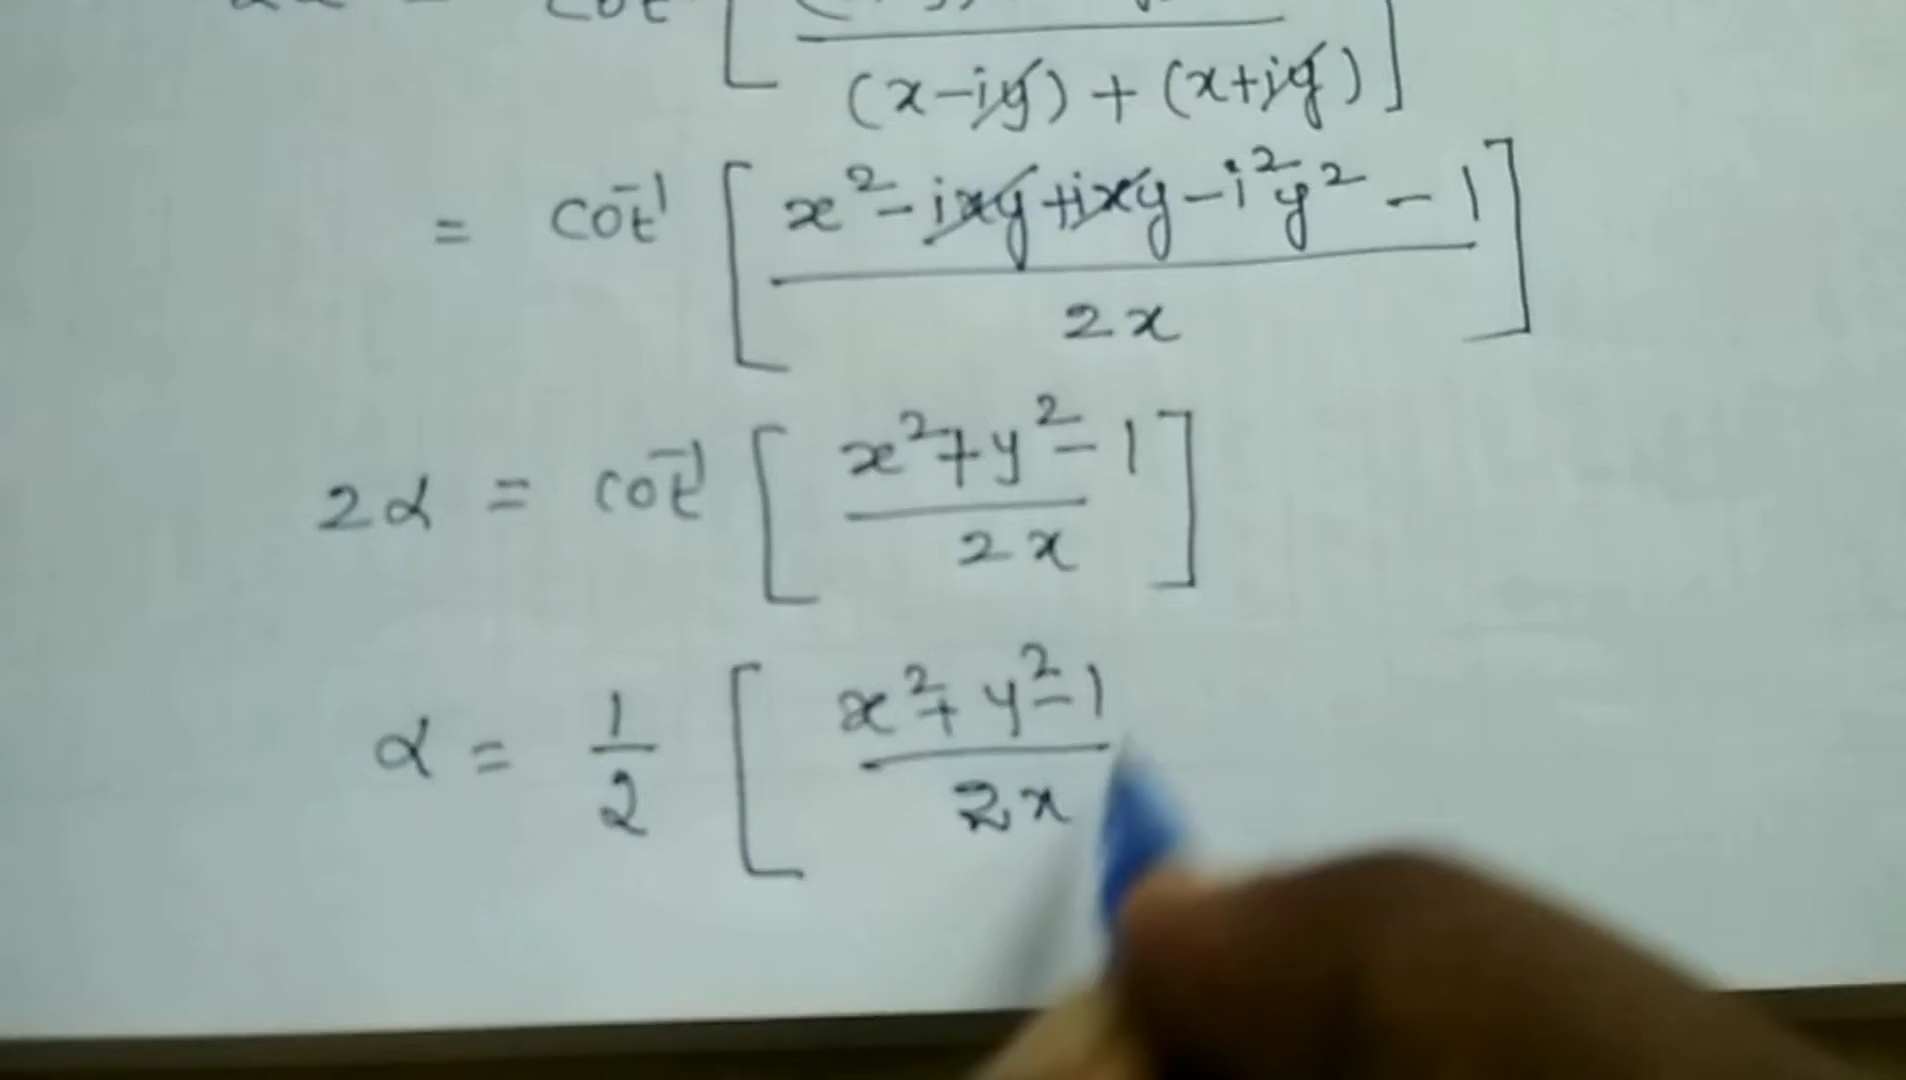 (x-iy) + (x+iy) ]
= cot⁻¹ [ x² - ixy + ixy - i²y² - 1 / 2x ]
2α = cot⁻¹ [ x² + y² - 1 / 2x ]
α = 1/2 [ x² + y² - 1 / 2x